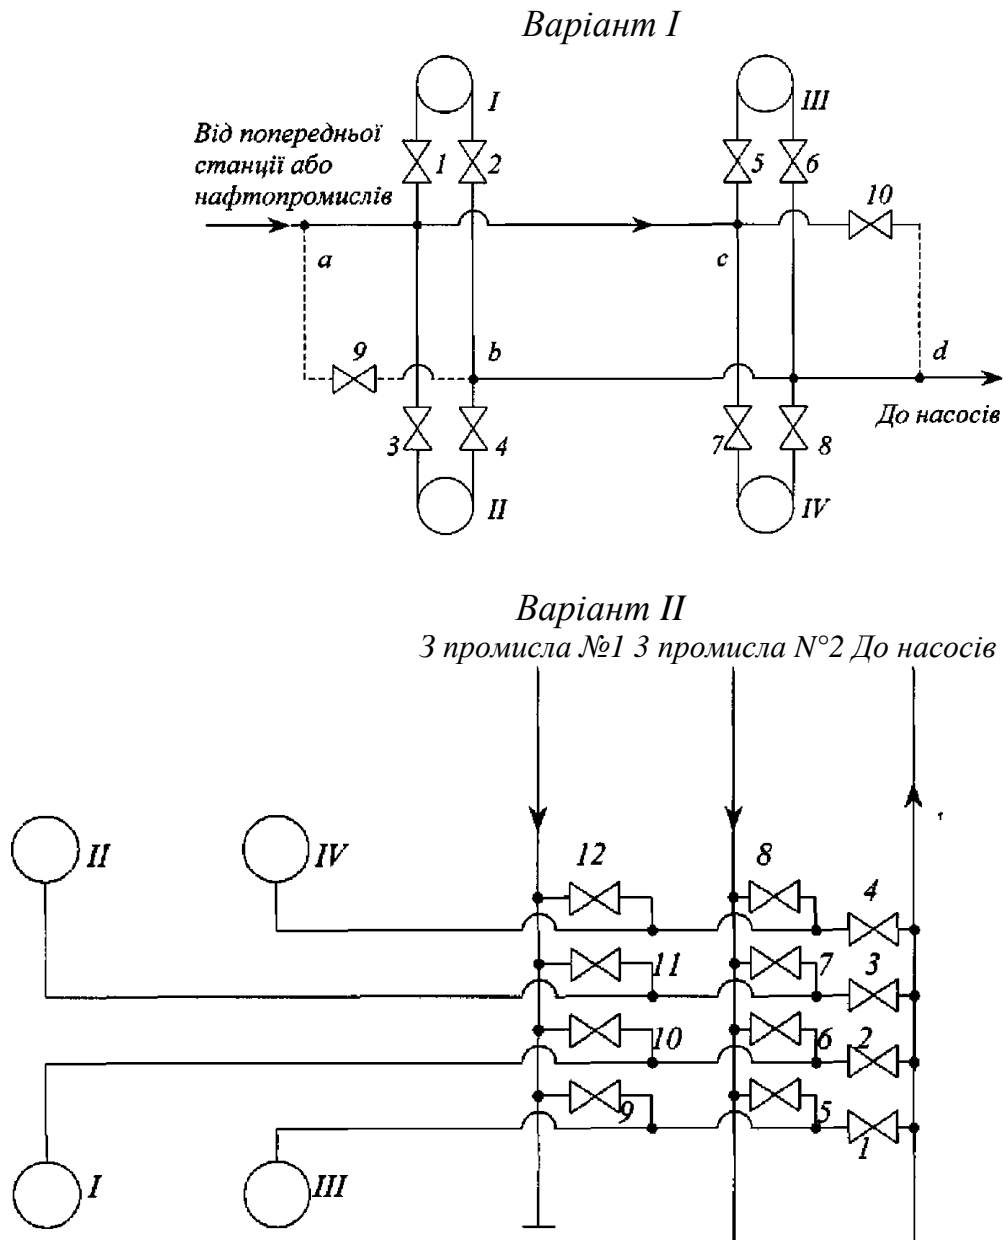 Варіант I
I
III
Від попередньої
станції або
нафтопромислів
1
2
5
6
10
a
c
9
b
d
До насосів
3
4
7
8
II
IV
Варіант II
З промисла №1 З промисла N°2 До насосів
II
IV
12
8
4
11
7
3
10
6
2
9
5
1
I
III